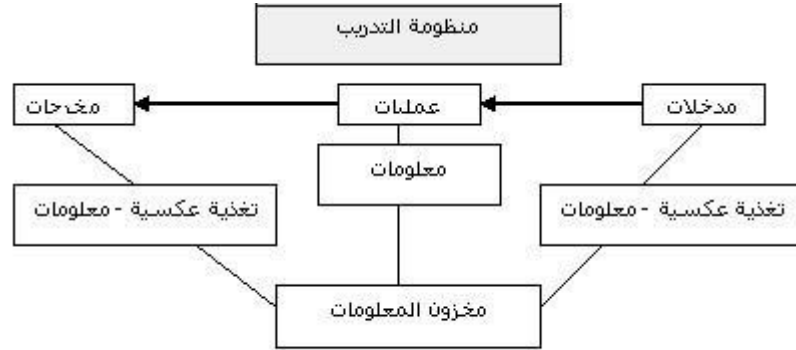 منظومة التدريب
مدخلات
عمليات
مخرجات
معلومات
تغذية عكسية - معلومات
تغذية عكسية - معلومات
مخزون المعلومات